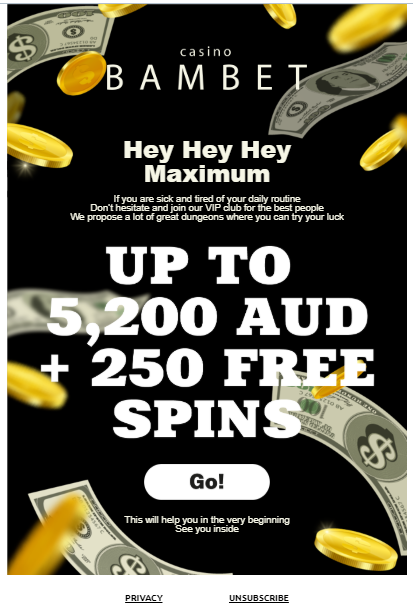 casino
BAMBET
Hey Hey Hey
Maximum
If you are sick and tired of your daily routine
Don't hesitate and join our VIP club for the best people
We propose a lot of great dungeons where you can try your luck
UP TO
5,200 AUD
+ 250 FREE
SPINS
Go!
This will help you in the very beginning
See you inside
PRIVACY UNSUBSCRIBE